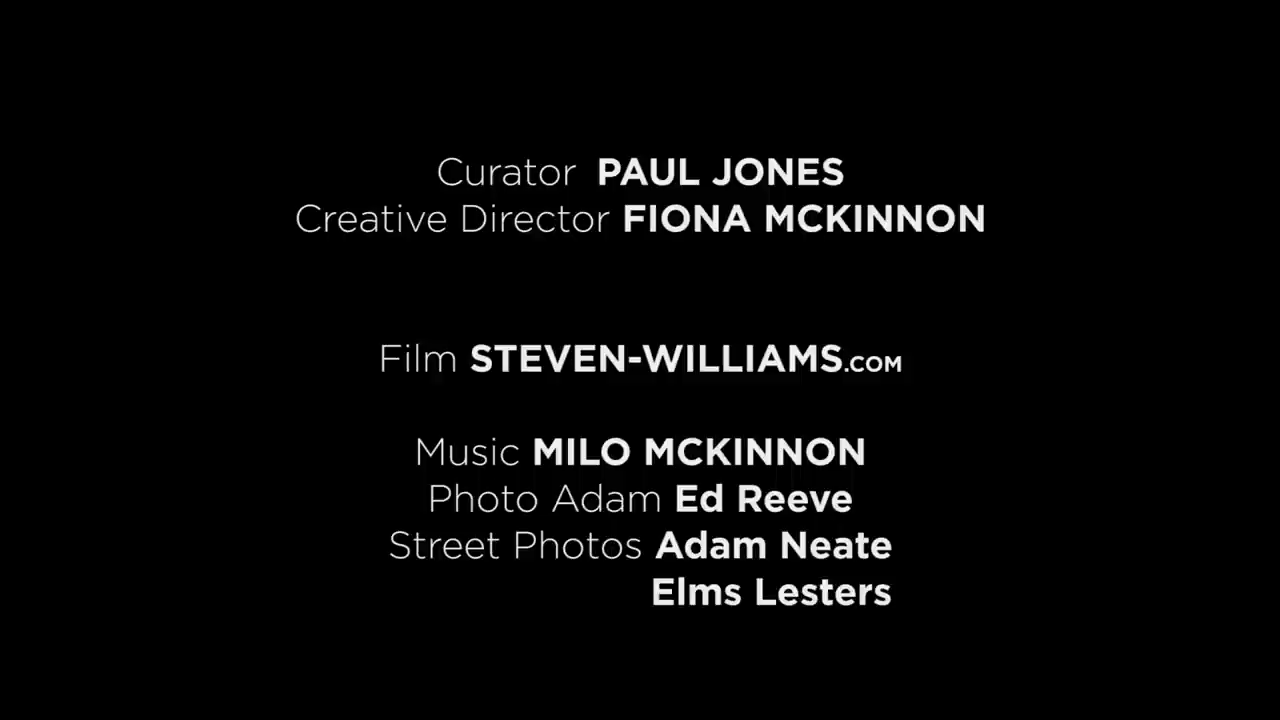 Curator PAUL JONES
Creative Director FIONA MCKINNON
Film STEVEN-WILLIAMS.COM
Music MILO MCKINNON
Photo Adam Ed Reeve
Street Photos Adam Neate
Elms Lesters